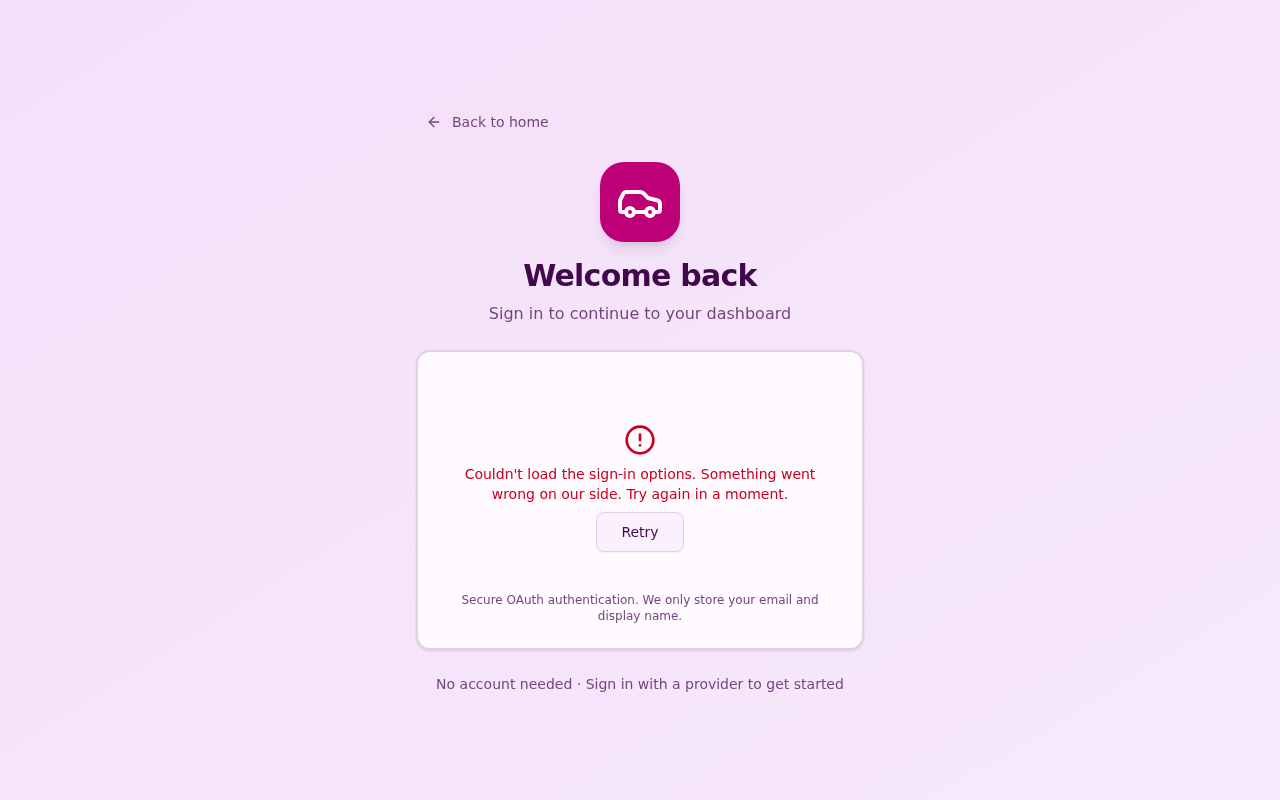 Back to home
Welcome back
Sign in to continue to your dashboard
Couldn't load the sign-in options. Something went
wrong on our side. Try again in a moment.
Retry
Secure OAuth authentication. We only store your email and
display name.
No account needed · Sign in with a provider to get started